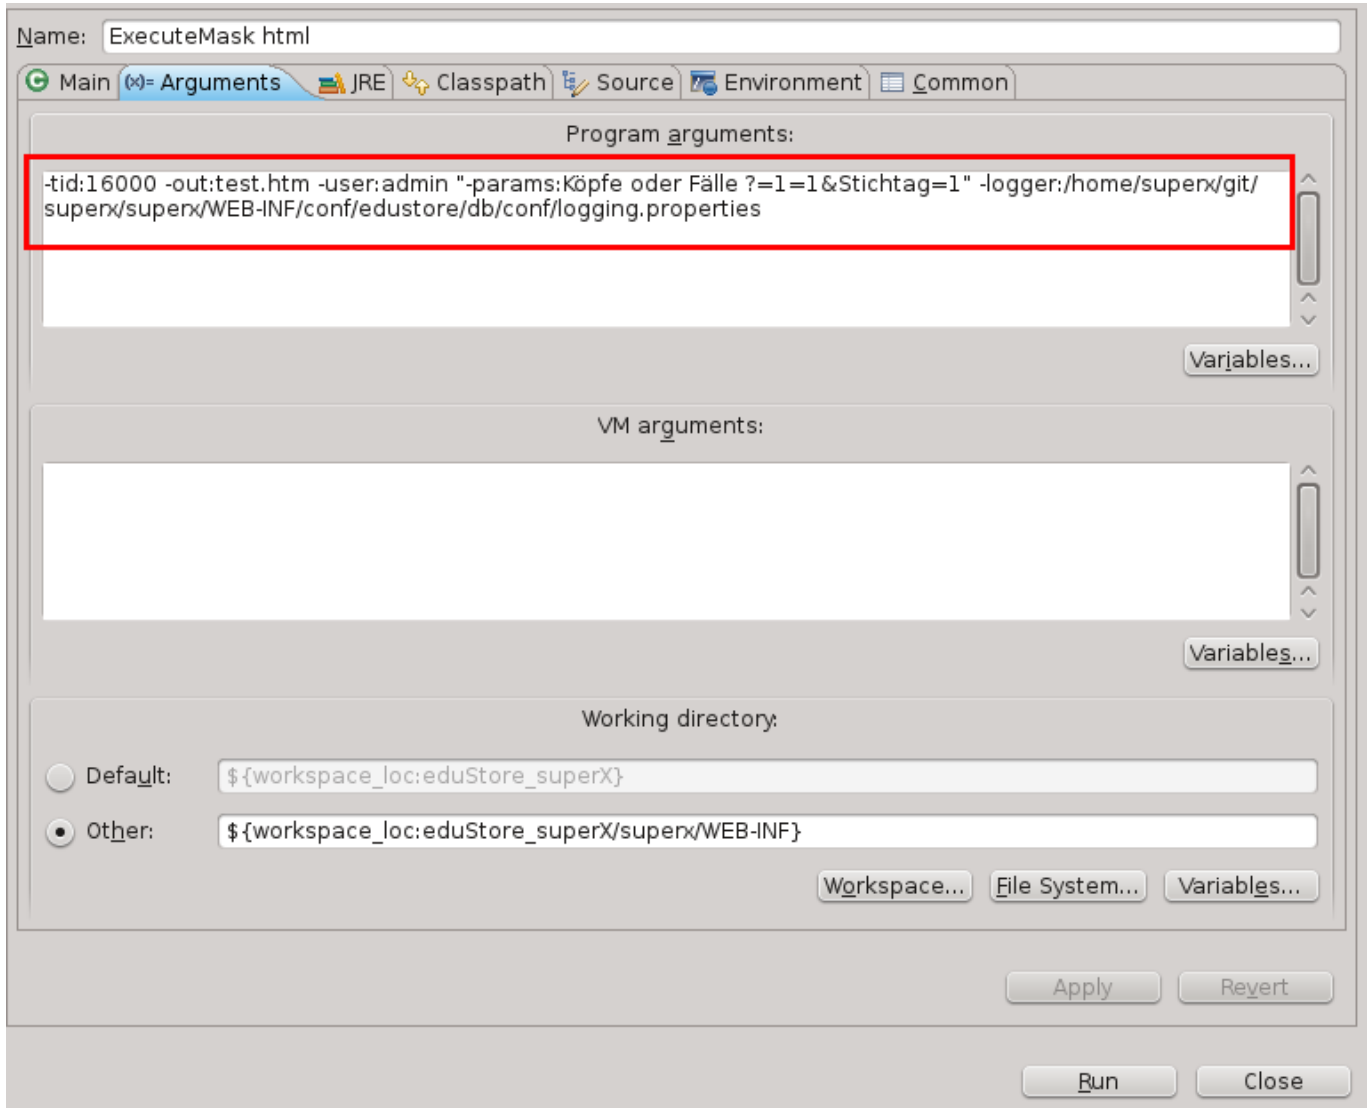 Name: ExecuteMask html
Main (x)= Arguments JRE Classpath Source Environment Common
Program arguments:
-tid:16000 -out:test.htm -user:admin "-params:Köpfe oder Fälle ?=1=1&Stichtag=1" -logger:/home/superx/git/
superx/superx/WEB-INF/conf/edustore/db/conf/logging.properties
Variables...
VM arguments:
Variables...
Working directory:
Default: ${workspace_loc:eduStore_superX}
Other: ${workspace_loc:eduStore_superX/superx/WEB-INF}
Workspace... File System... Variables...
Apply Revert
Run Close